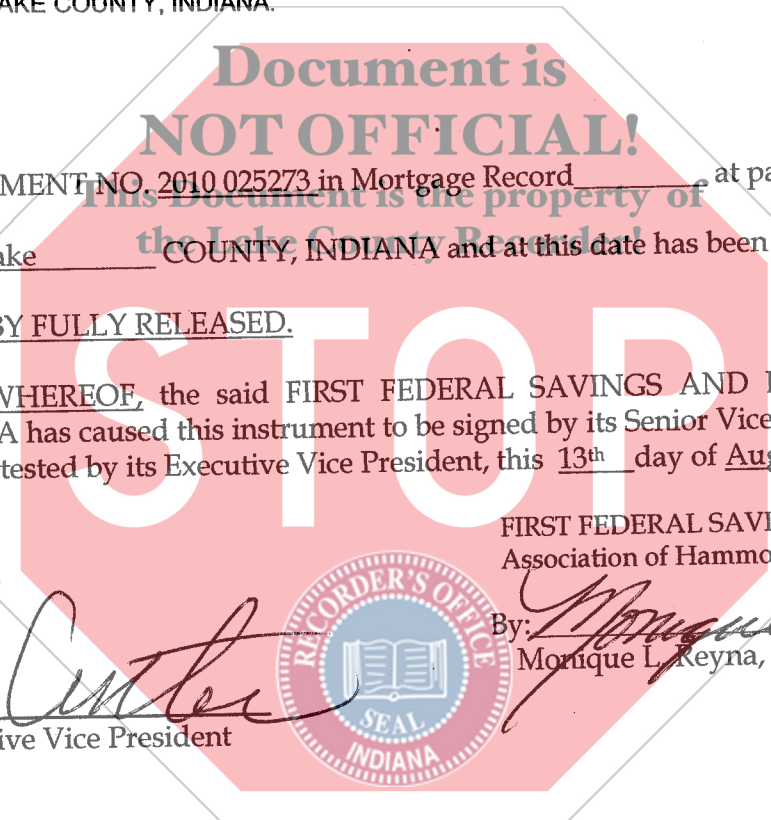 AKE COUNTY, INDIANA.
Document is
NOT OFFICIAL!
MENT NO. 2010 025273 in Mortgage Record_______ at pa
This Document is the property of
the Lake County Recorder!
ake _______ COUNTY, INDIANA and at this date has been
BY FULLY RELEASED.
STOP
WHEREOF, the said FIRST FEDERAL SAVINGS AND
A has caused this instrument to be signed by its Senior Vice
tested by its Executive Vice President, this 13th day of Aug
FIRST FEDERAL SAVI
Association of Hammo
By:
Monique L. Reyna,
ive Vice President
RECORDER'S OFFICE
SEAL
INDIANA